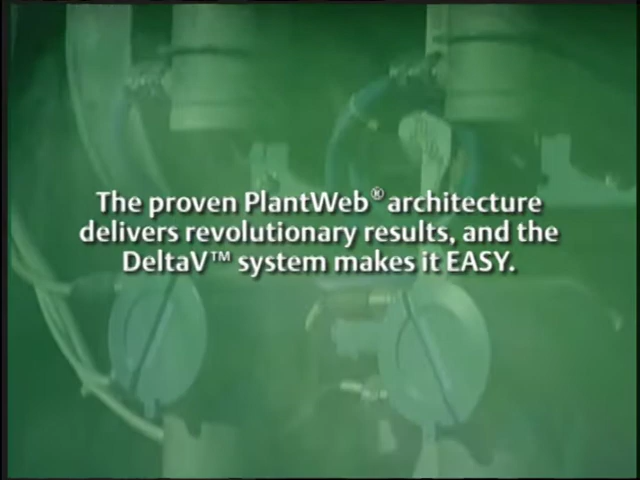 The proven PlantWeb® architecture
delivers revolutionary results, and the
DeltaV™ system makes it EASY.